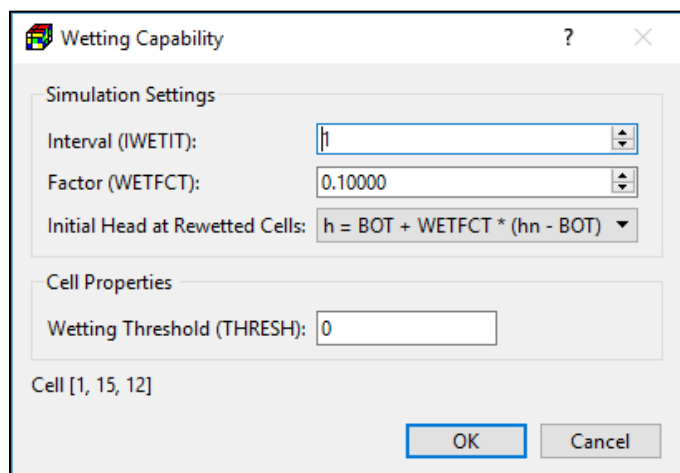 Wetting Capability ?
Simulation Settings
Interval (IWETIT): 1
Factor (WETFCT): 0.10000
Initial Head at Rewetted Cells: h = BOT + WETFCT * (hn - BOT)
Cell Properties
Wetting Threshold (THRESH): 0
Cell [1, 15, 12]
OK Cancel